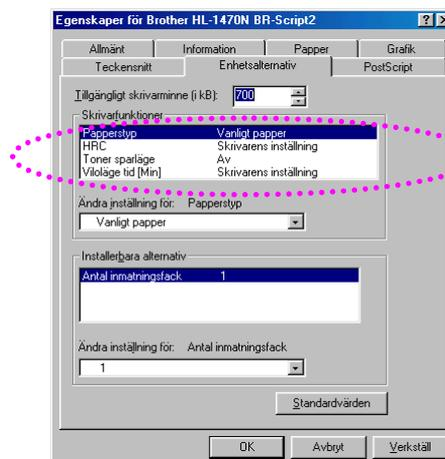 Egenskaper för Brother HL-1470N BR-Script2
Allmänt Information Papper Grafik
Teckensnitt Enhetsalternativ PostScript
Tillgängligt skrivarminne (i kB): 700
Skrivarfunktioner
Papperstyp Vanligt papper
HRC Skrivarens inställning
Toner sparläge Av
Viloläge tid [Min] Skrivarens inställning
Ändra inställning för: Papperstyp
Vanligt papper
Installerbara alternativ
Antal inmatningsfack 1
Ändra inställning för: Antal inmatningsfack
1
Standardvärden
OK Avbryt Verkställ